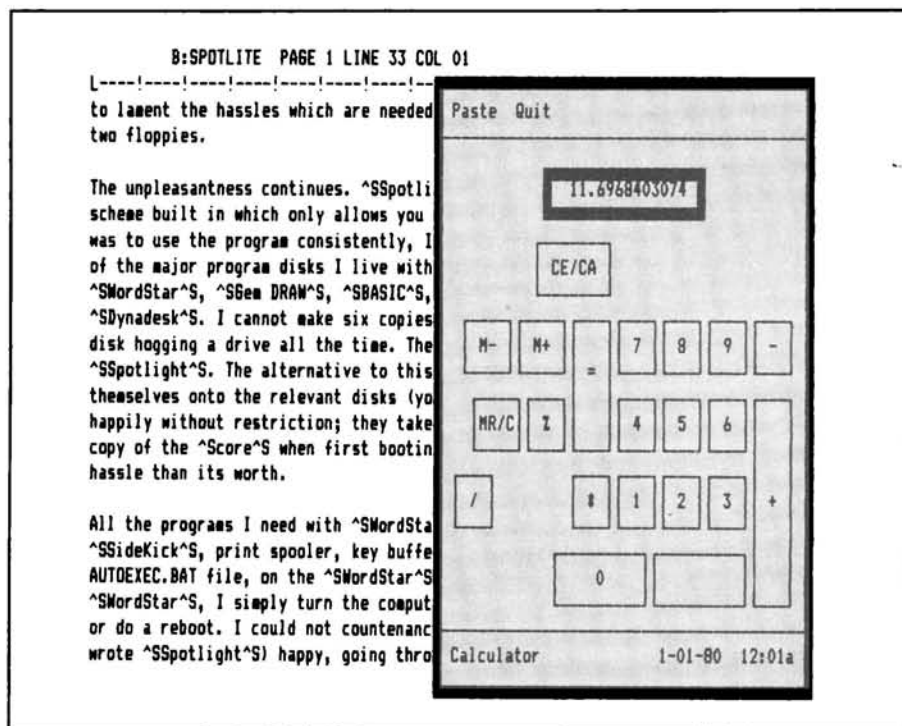 B:SPOTLITE PAGE 1 LINE 33 COL 01
L----!----!----!----!----!----!----!--
to lament the hassles which are needed
two floppies.
The unpleasantness continues. ^SSpotli
scheme built in which only allows you
was to use the program consistently, I
of the major program disks I live with
^SWordStar^S, ^SGem DRAW^S, ^SBASIC^S,
^SDynadesk^S. I cannot make six copies
disk hogging a drive all the time. The
^SSpotlight^S. The alternative to this
themselves onto the relevant disks (yo
happily without restriction; they take
copy of the ^Score^S when first bootin
hassle than its worth.
All the programs I need with ^SWordSta
^SSideKick^S, print spooler, key buffe
AUTOEXEC.BAT file, on the ^SWordStar^S
^SWordStar^S, I simply turn the comput
or do a reboot. I could not countenanc
wrote ^SSpotlight^S) happy, going thro
Paste Quit
11.6968403074
CE/CA
M- M+ = 7 8 9 -
MR/C % 4 5 6
/ * 1 2 3 +
0
Calculator 1-01-80 12:01a